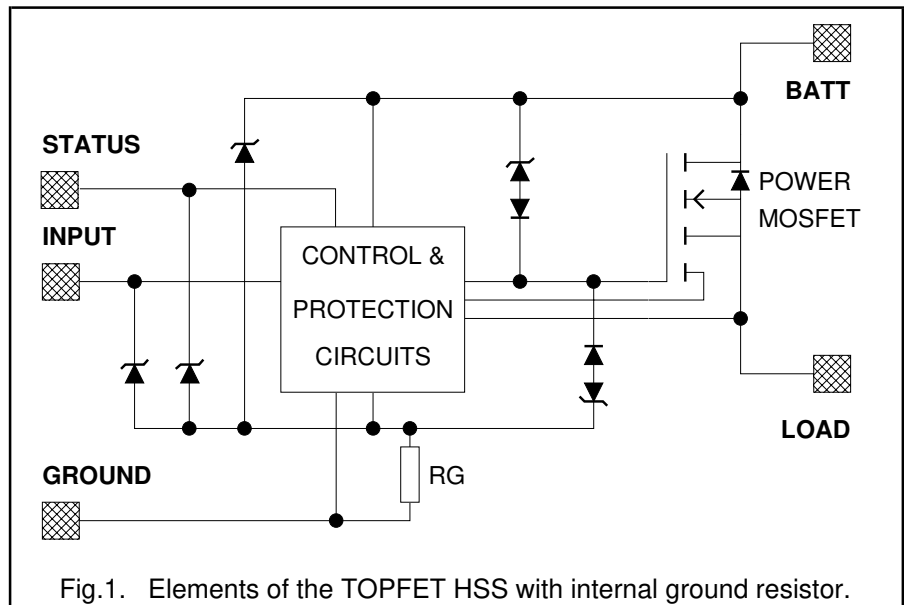 BATT
STATUS
POWER
MOSFET
INPUT
CONTROL &
PROTECTION
CIRCUITS
LOAD
RG
GROUND
Fig.1. Elements of the TOPFET HSS with internal ground resistor.